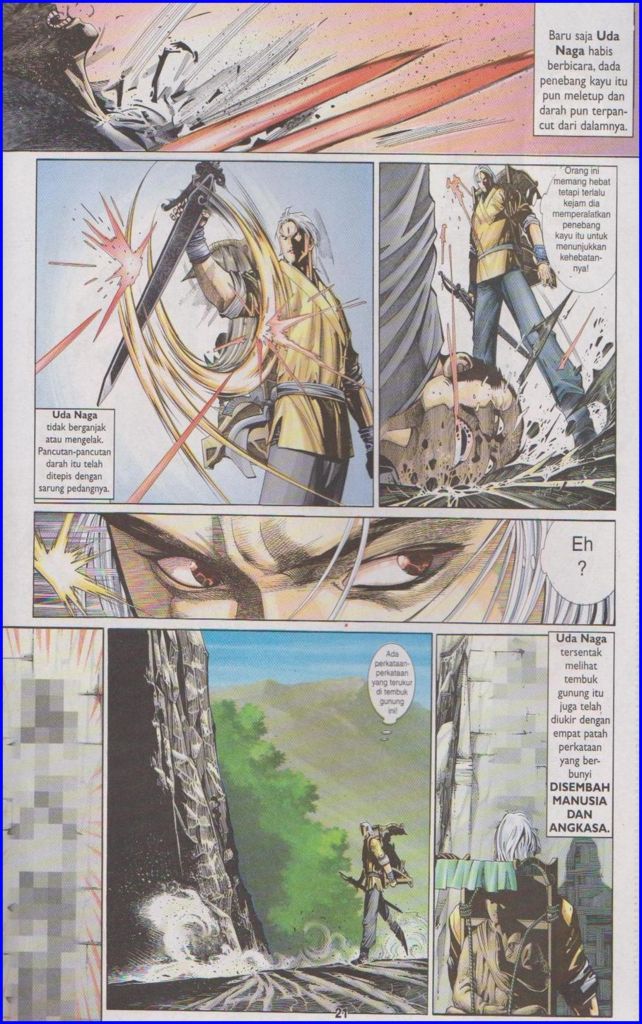 Baru saja Uda
Naga habis
berbicara, dada
penebang kayu itu
pun meletup dan
darah pun terpan-
cut dari dalamnya.
Uda Naga
tidak berganjak
atau mengelak.
Pancutan-pancutan
darah itu telah
ditepis dengan
sarung pedangnya.
Orang ini
memang hebat
tetapi terlalu
kejam dia
memperalatkan
penebang
kayu itu untuk
menunjukkan
kehebatan-
nya!
Eh
?
Ada
perkataan-
perkataan
yang terukur
di tembuk
gunung
ini!
Uda Naga
tersentak
melihat
tembuk
gunung itu
juga telah
diukir dengan
empat patah
perkataan
yang ber-
bunyi
DISEMBAH
MANUSIA
DAN
ANGKASA.
21